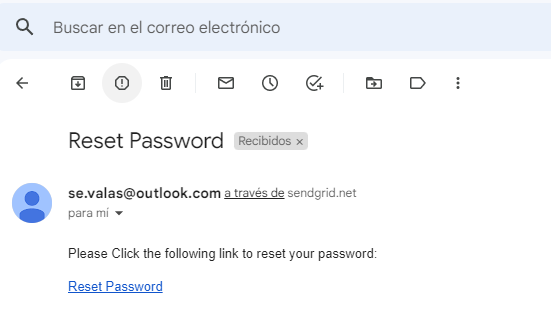 Buscar en el correo electrónico
Reset Password Recibidos ×
se.valas@outlook.com a través de sendgrid.net
para mí
Please Click the following link to reset your password:
Reset Password